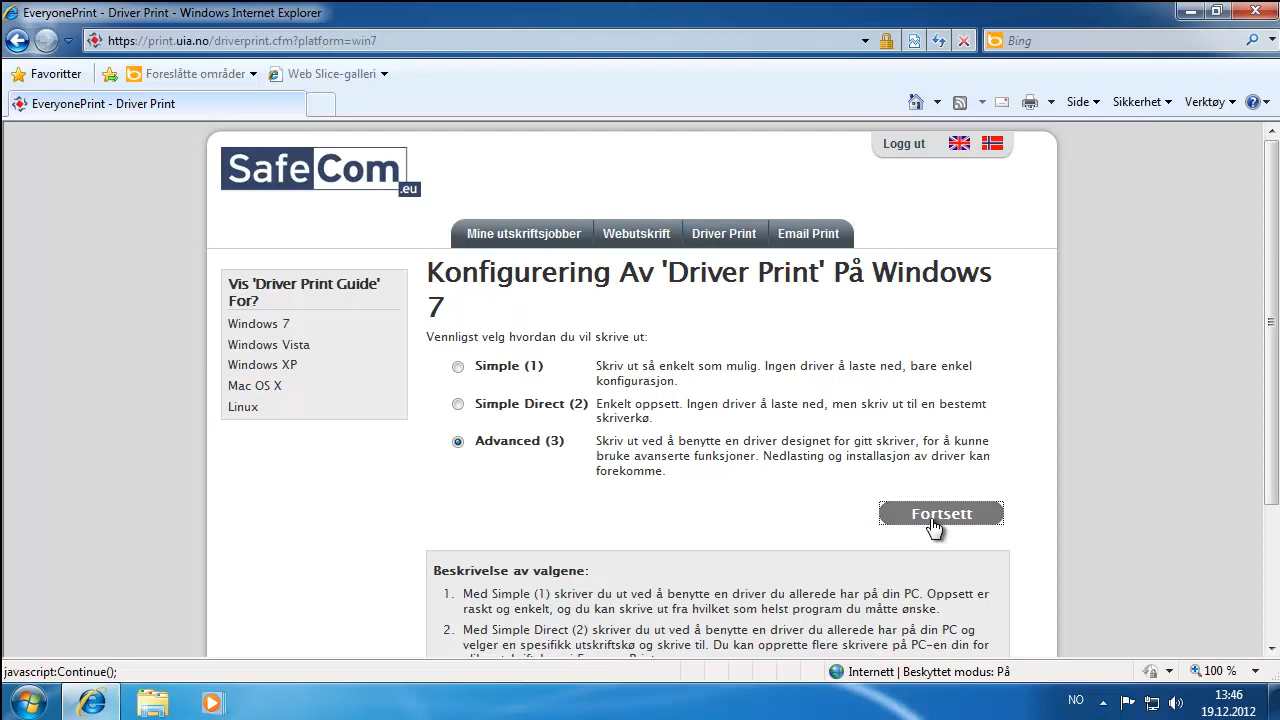 EveryonePrint - Driver Print - Windows Internet Explorer
https://print.uia.no/driverprint.cfm?platform=win7
Bing
Favoritter
Foreslåtte områder
Web Slice-galleri
EveryonePrint - Driver Print
Side
Sikkerhet
Verktøy
SafeCom
.eu
Logg ut
Mine utskriftsjobber
Webutskrift
Driver Print
Email Print
Vis 'Driver Print Guide'
For?
Windows 7
Windows Vista
Windows XP
Mac OS X
Linux
Konfigurering Av 'Driver Print' På Windows
7
Vennligst velg hvordan du vil skrive ut:
Simple (1)
Skriv ut så enkelt som mulig. Ingen driver å laste ned, bare enkel
konfigurasjon.
Simple Direct (2)
Enkelt oppsett. Ingen driver å laste ned, men skriv ut til en bestemt
skriverkø.
Advanced (3)
Skriv ut ved å benytte en driver designet for gitt skriver, for å kunne
bruke avanserte funksjoner. Nedlasting og installasjon av driver kan
forekomme.
Fortsett
Beskrivelse av valgene:
1. Med Simple (1) skriver du ut ved å benytte en driver du allerede har på din PC. Oppsett er
raskt og enkelt, og du kan skrive ut fra hvilket som helst program du måtte ønske.
2. Med Simple Direct (2) skriver du ut ved å benytte en driver du allerede har på din PC og
velger en spesifikk utskriftskø og skrive til. Du kan opprette flere skrivere på PC-en din for
javascript:Continue();
Internett | Beskyttet modus: På
100 %
NO
13:46
19.12.2012